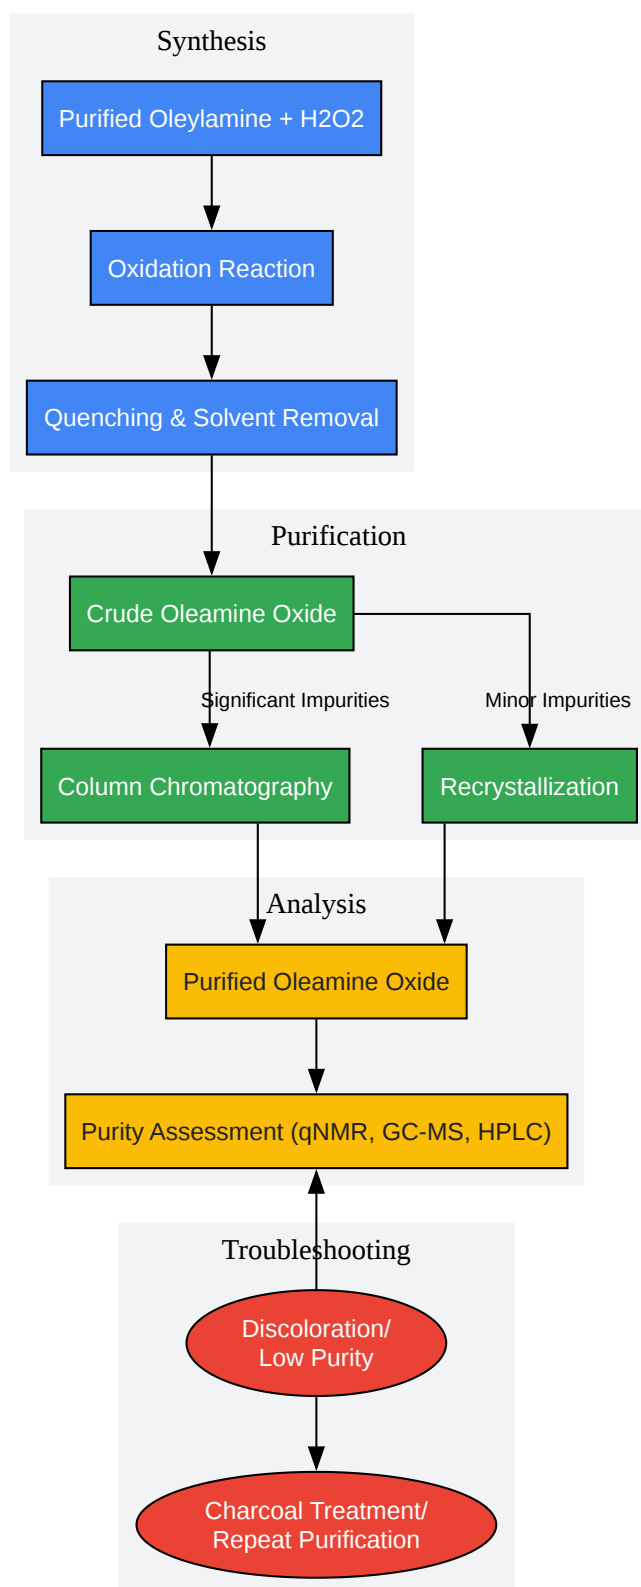 Synthesis
Purified Oleylamine + H2O2
Oxidation Reaction
Quenching & Solvent Removal
Purification
Crude Oleamine Oxide
Significant Impurities
Minor Impurities
Column Chromatography
Recrystallization
Analysis
Purified Oleamine Oxide
Purity Assessment (qNMR, GC-MS, HPLC)
Troubleshooting
Discoloration/
Low Purity
Charcoal Treatment/
Repeat Purification